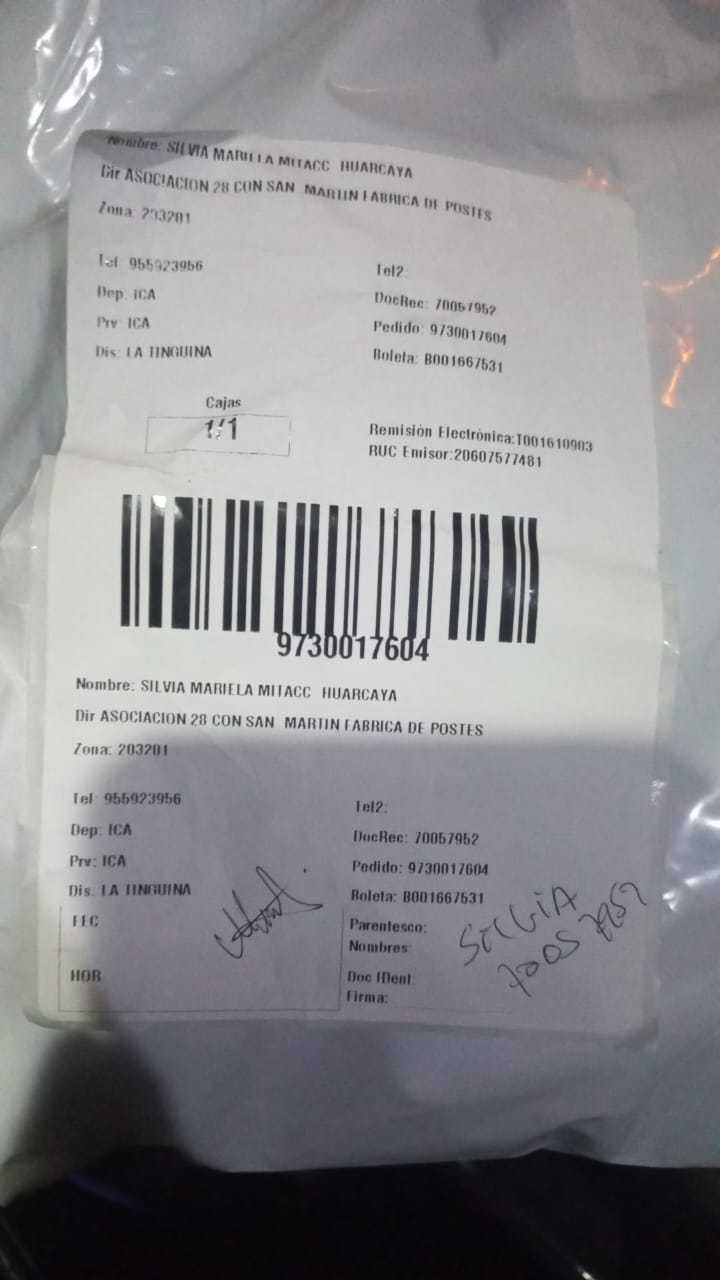 Nombre: SILVIA MARIELA MITACC HUARCAYA
Dir ASOCIACION 28 CON SAN MARTIN FABRICA DE POSTES
Zona: 203201
Tel: 955923956 Tel2:
Dep: ICA DocRec: 70057952
Prv: ICA Pedido: 9730017604
Dis: LA TINGUINA Boleta: B001667531
Cajas
1/1
Remisión Electrónica:T001610903
RUC Emisor:20607577481
9730017604
Nombre: SILVIA MARIELA MITACC HUARCAYA
Dir ASOCIACION 28 CON SAN MARTIN FABRICA DE POSTES
Zona: 203201
Tel: 955923956 Tel2:
Dep: ICA DocRec: 70057952
Prv: ICA Pedido: 9730017604
Dis: LA TINGUINA Boleta: B001667531
FEC Parentesco:
Nombres: SILVIA
HOR Doc IDent:
Firma: